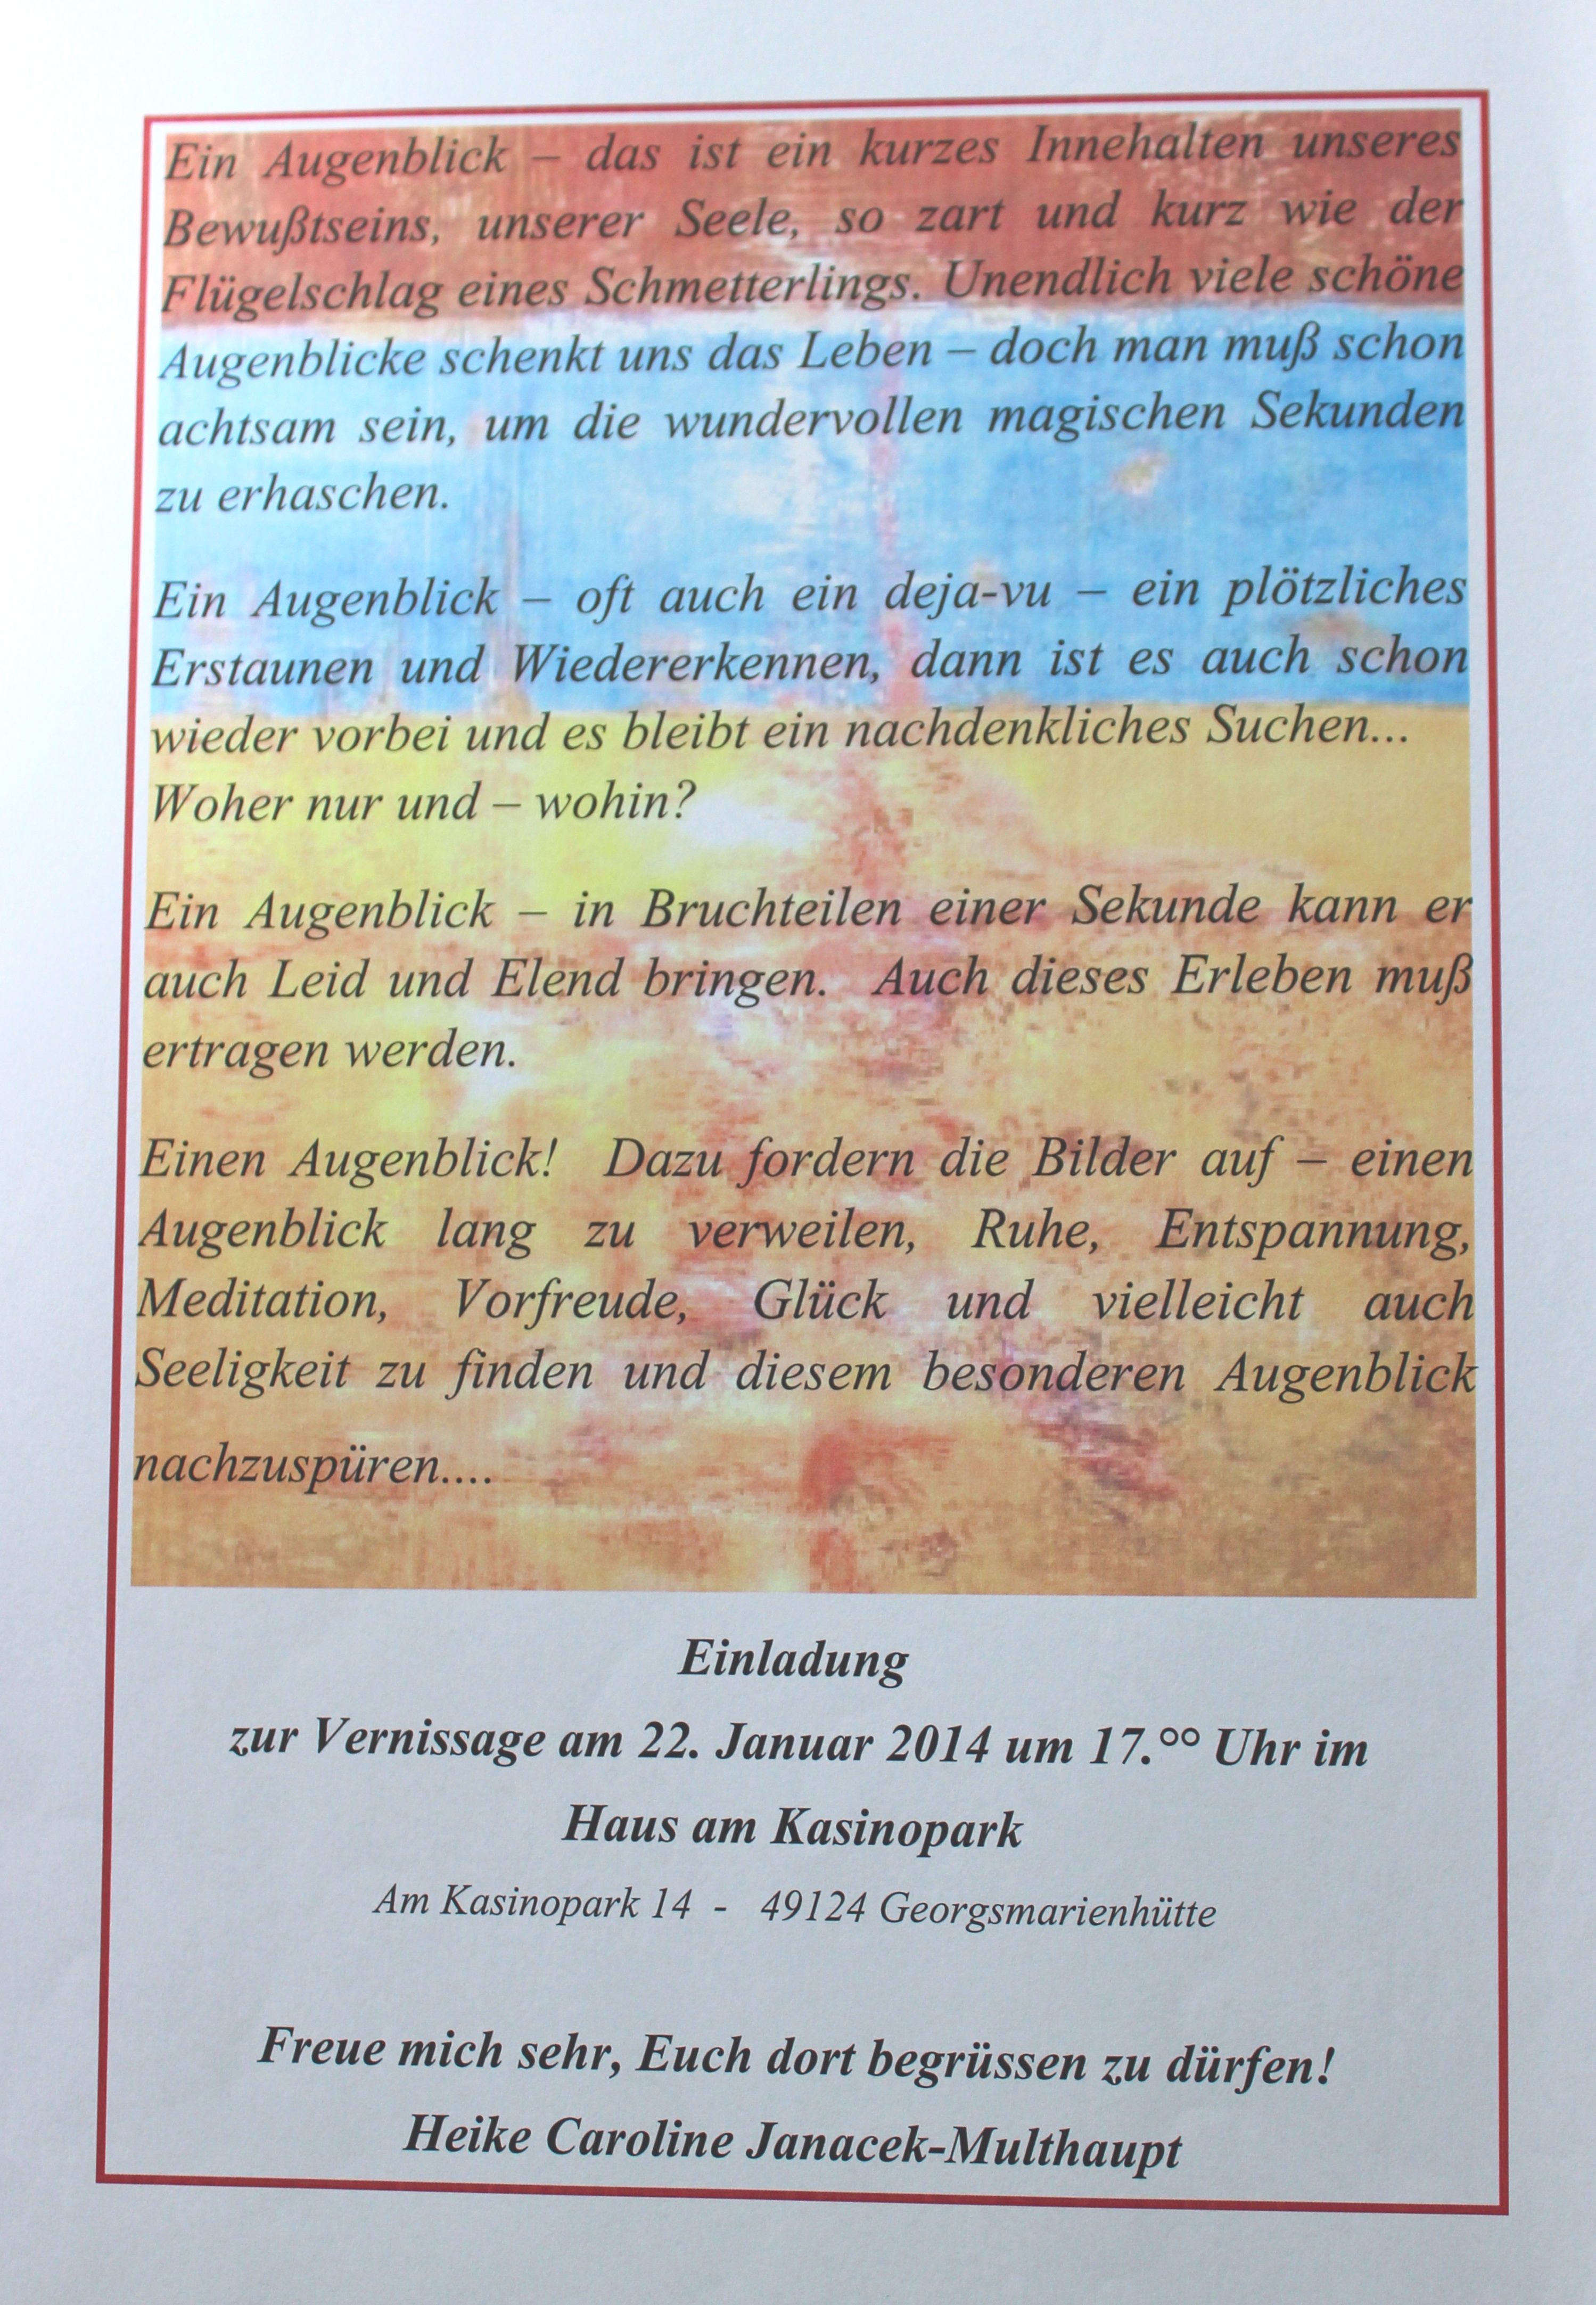 Ein Augenblick – das ist ein kurzes Innehalten unseres
Bewußtseins, unserer Seele, so zart und kurz wie der
Flügelschlag eines Schmetterlings. Unendlich viele schöne
Augenblicke schenkt uns das Leben – doch man muß schon
achtsam sein, um die wundervollen magischen Sekunden
zu erhaschen.
Ein Augenblick – oft auch ein deja-vu – ein plötzliches
Erstaunen und Wiedererkennen, dann ist es auch schon
wieder vorbei und es bleibt ein nachdenkliches Suchen...
Woher nur und – wohin?
Ein Augenblick – in Bruchteilen einer Sekunde kann er
auch Leid und Elend bringen. Auch dieses Erleben muß
ertragen werden.
Einen Augenblick! Dazu fordern die Bilder auf – einen
Augenblick lang zu verweilen, Ruhe, Entspannung,
Meditation, Vorfreude, Glück und vielleicht auch
Seeligkeit zu finden und diesem besonderen Augenblick
nachzuspüren....
Einladung
zur Vernissage am 22. Januar 2014 um 17.°° Uhr im
Haus am Kasinopark
Am Kasinopark 14 - 49124 Georgsmarienhütte
Freue mich sehr, Euch dort begrüssen zu dürfen!
Heike Caroline Janacek-Multhaupt